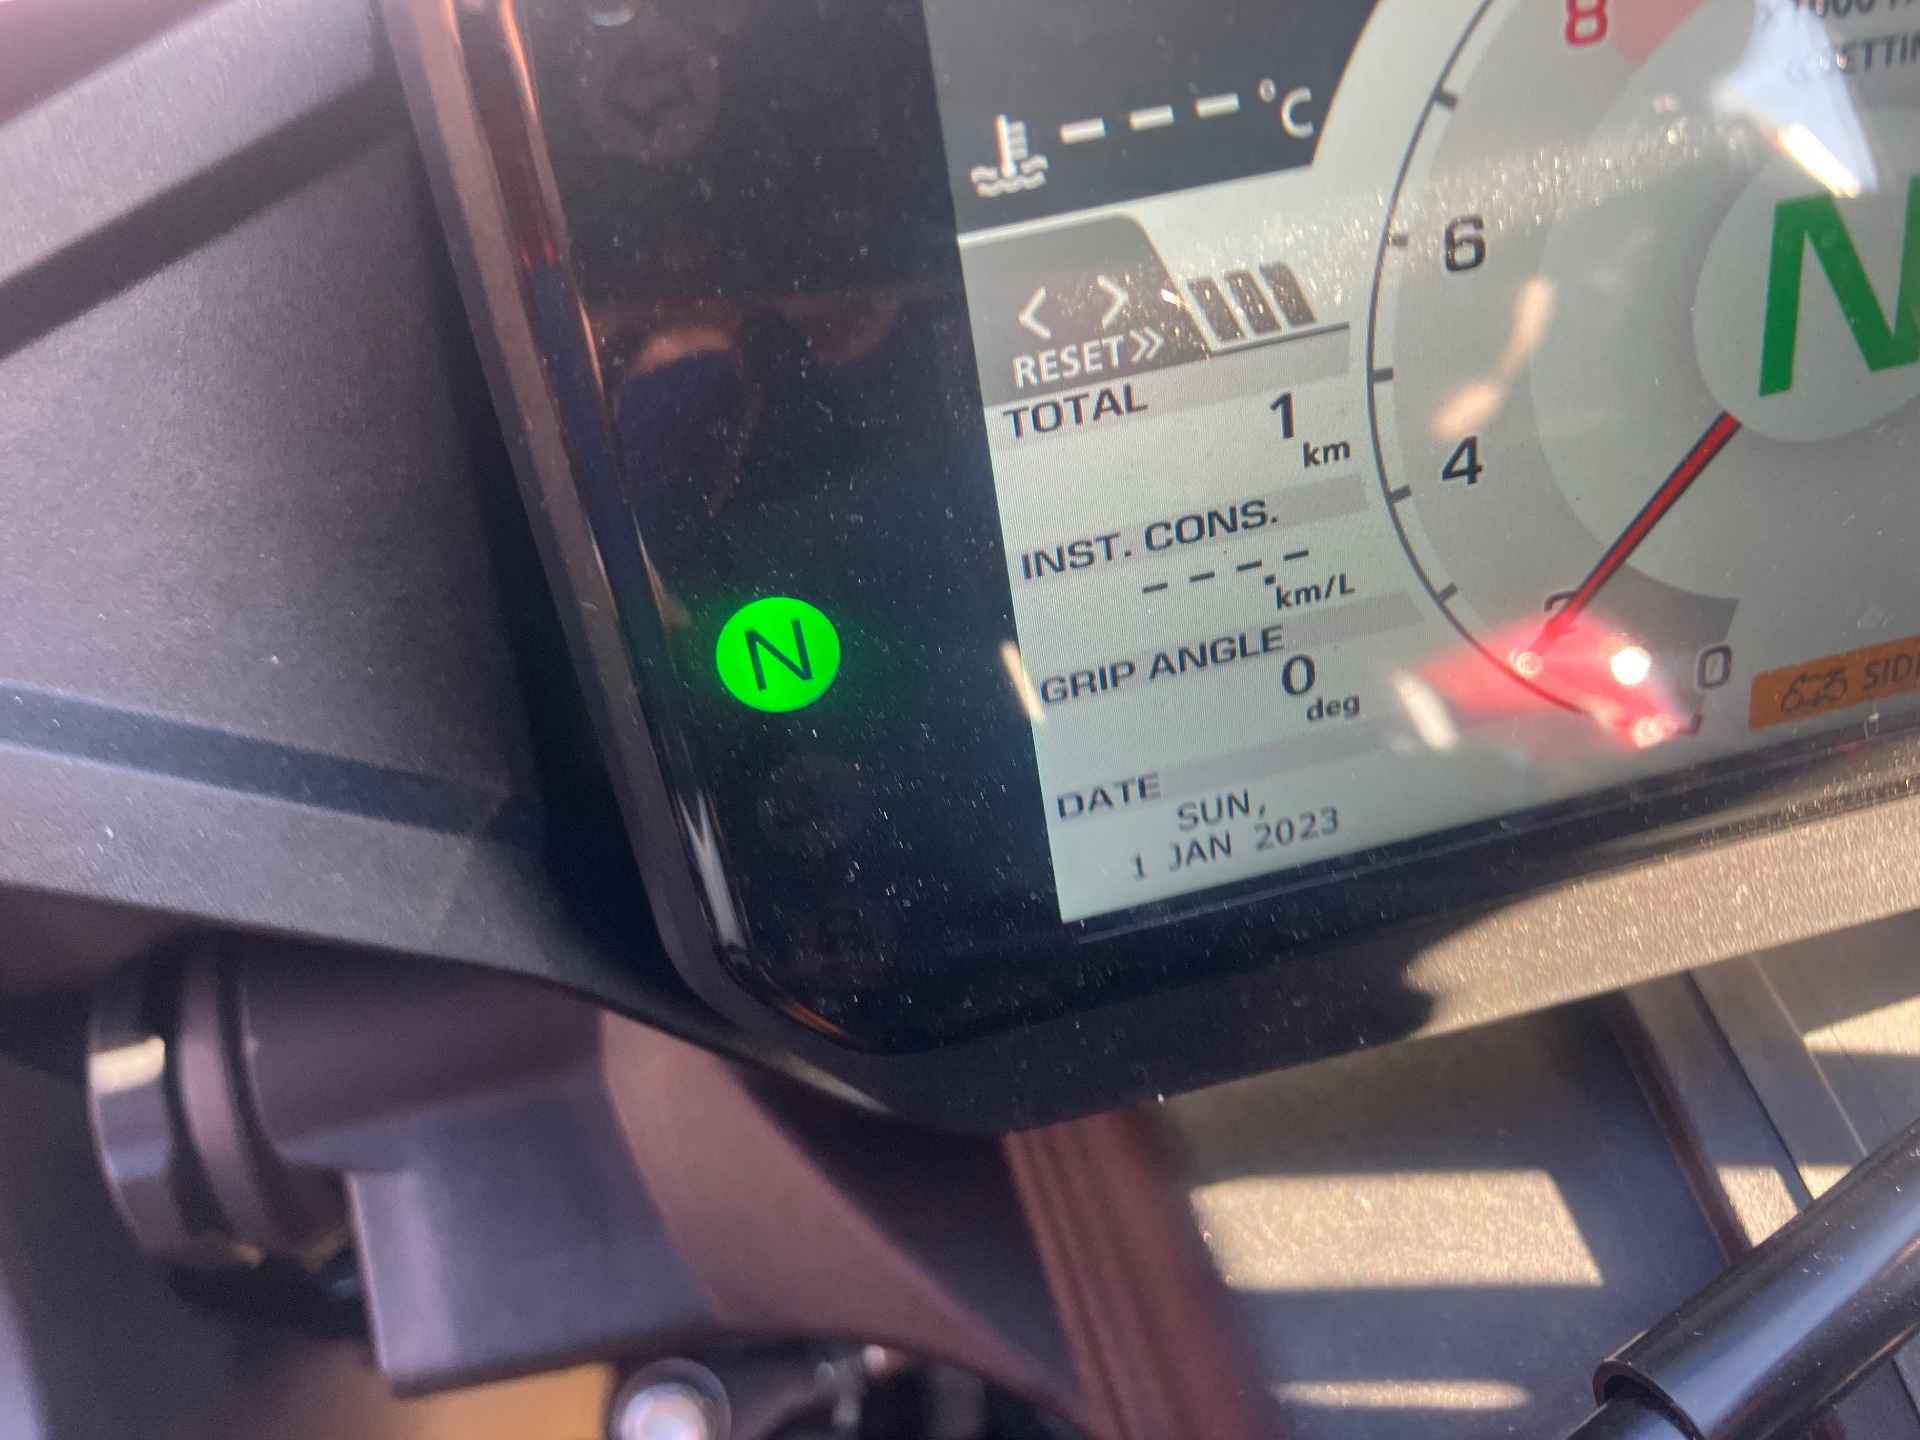 8
---°C
6
N
< >
RESET»
TOTAL
1
km
4
INST. CONS.
---.-
km/L
GRIP ANGLE
0
deg
2
0
N
DATE
SUN,
1 JAN 2023